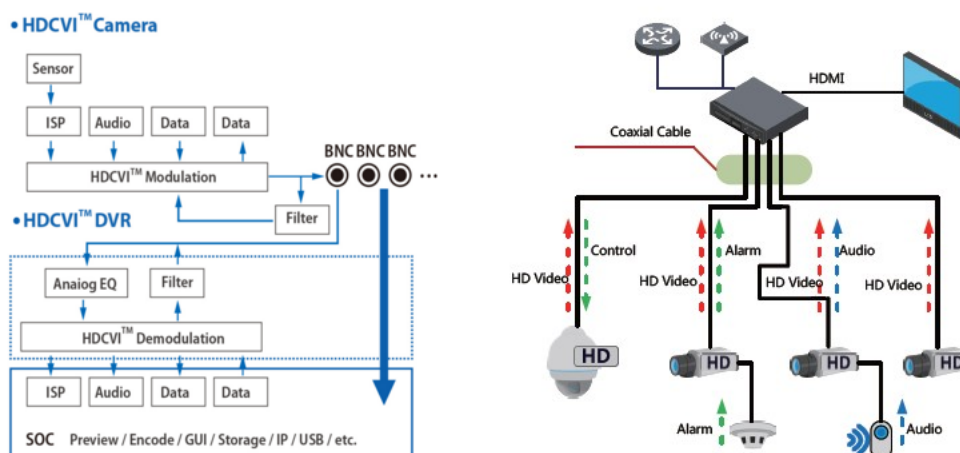 • HDCVI™ Camera
Sensor
ISP Audio Data Data
HDCVI™ Modulation
BNC BNC BNC
...
Filter
• HDCVI™ DVR
Anaiog EQ Filter
HDCVI™ Demodulation
ISP Audio Data Data
SOC Preview / Encode / GUI / Storage / IP / USB / etc.
HDMI
Coaxial Cable
Control Alarm Audio
HD Video HD Video HD Video HD Video
HD HD HD HD
Alarm Audio